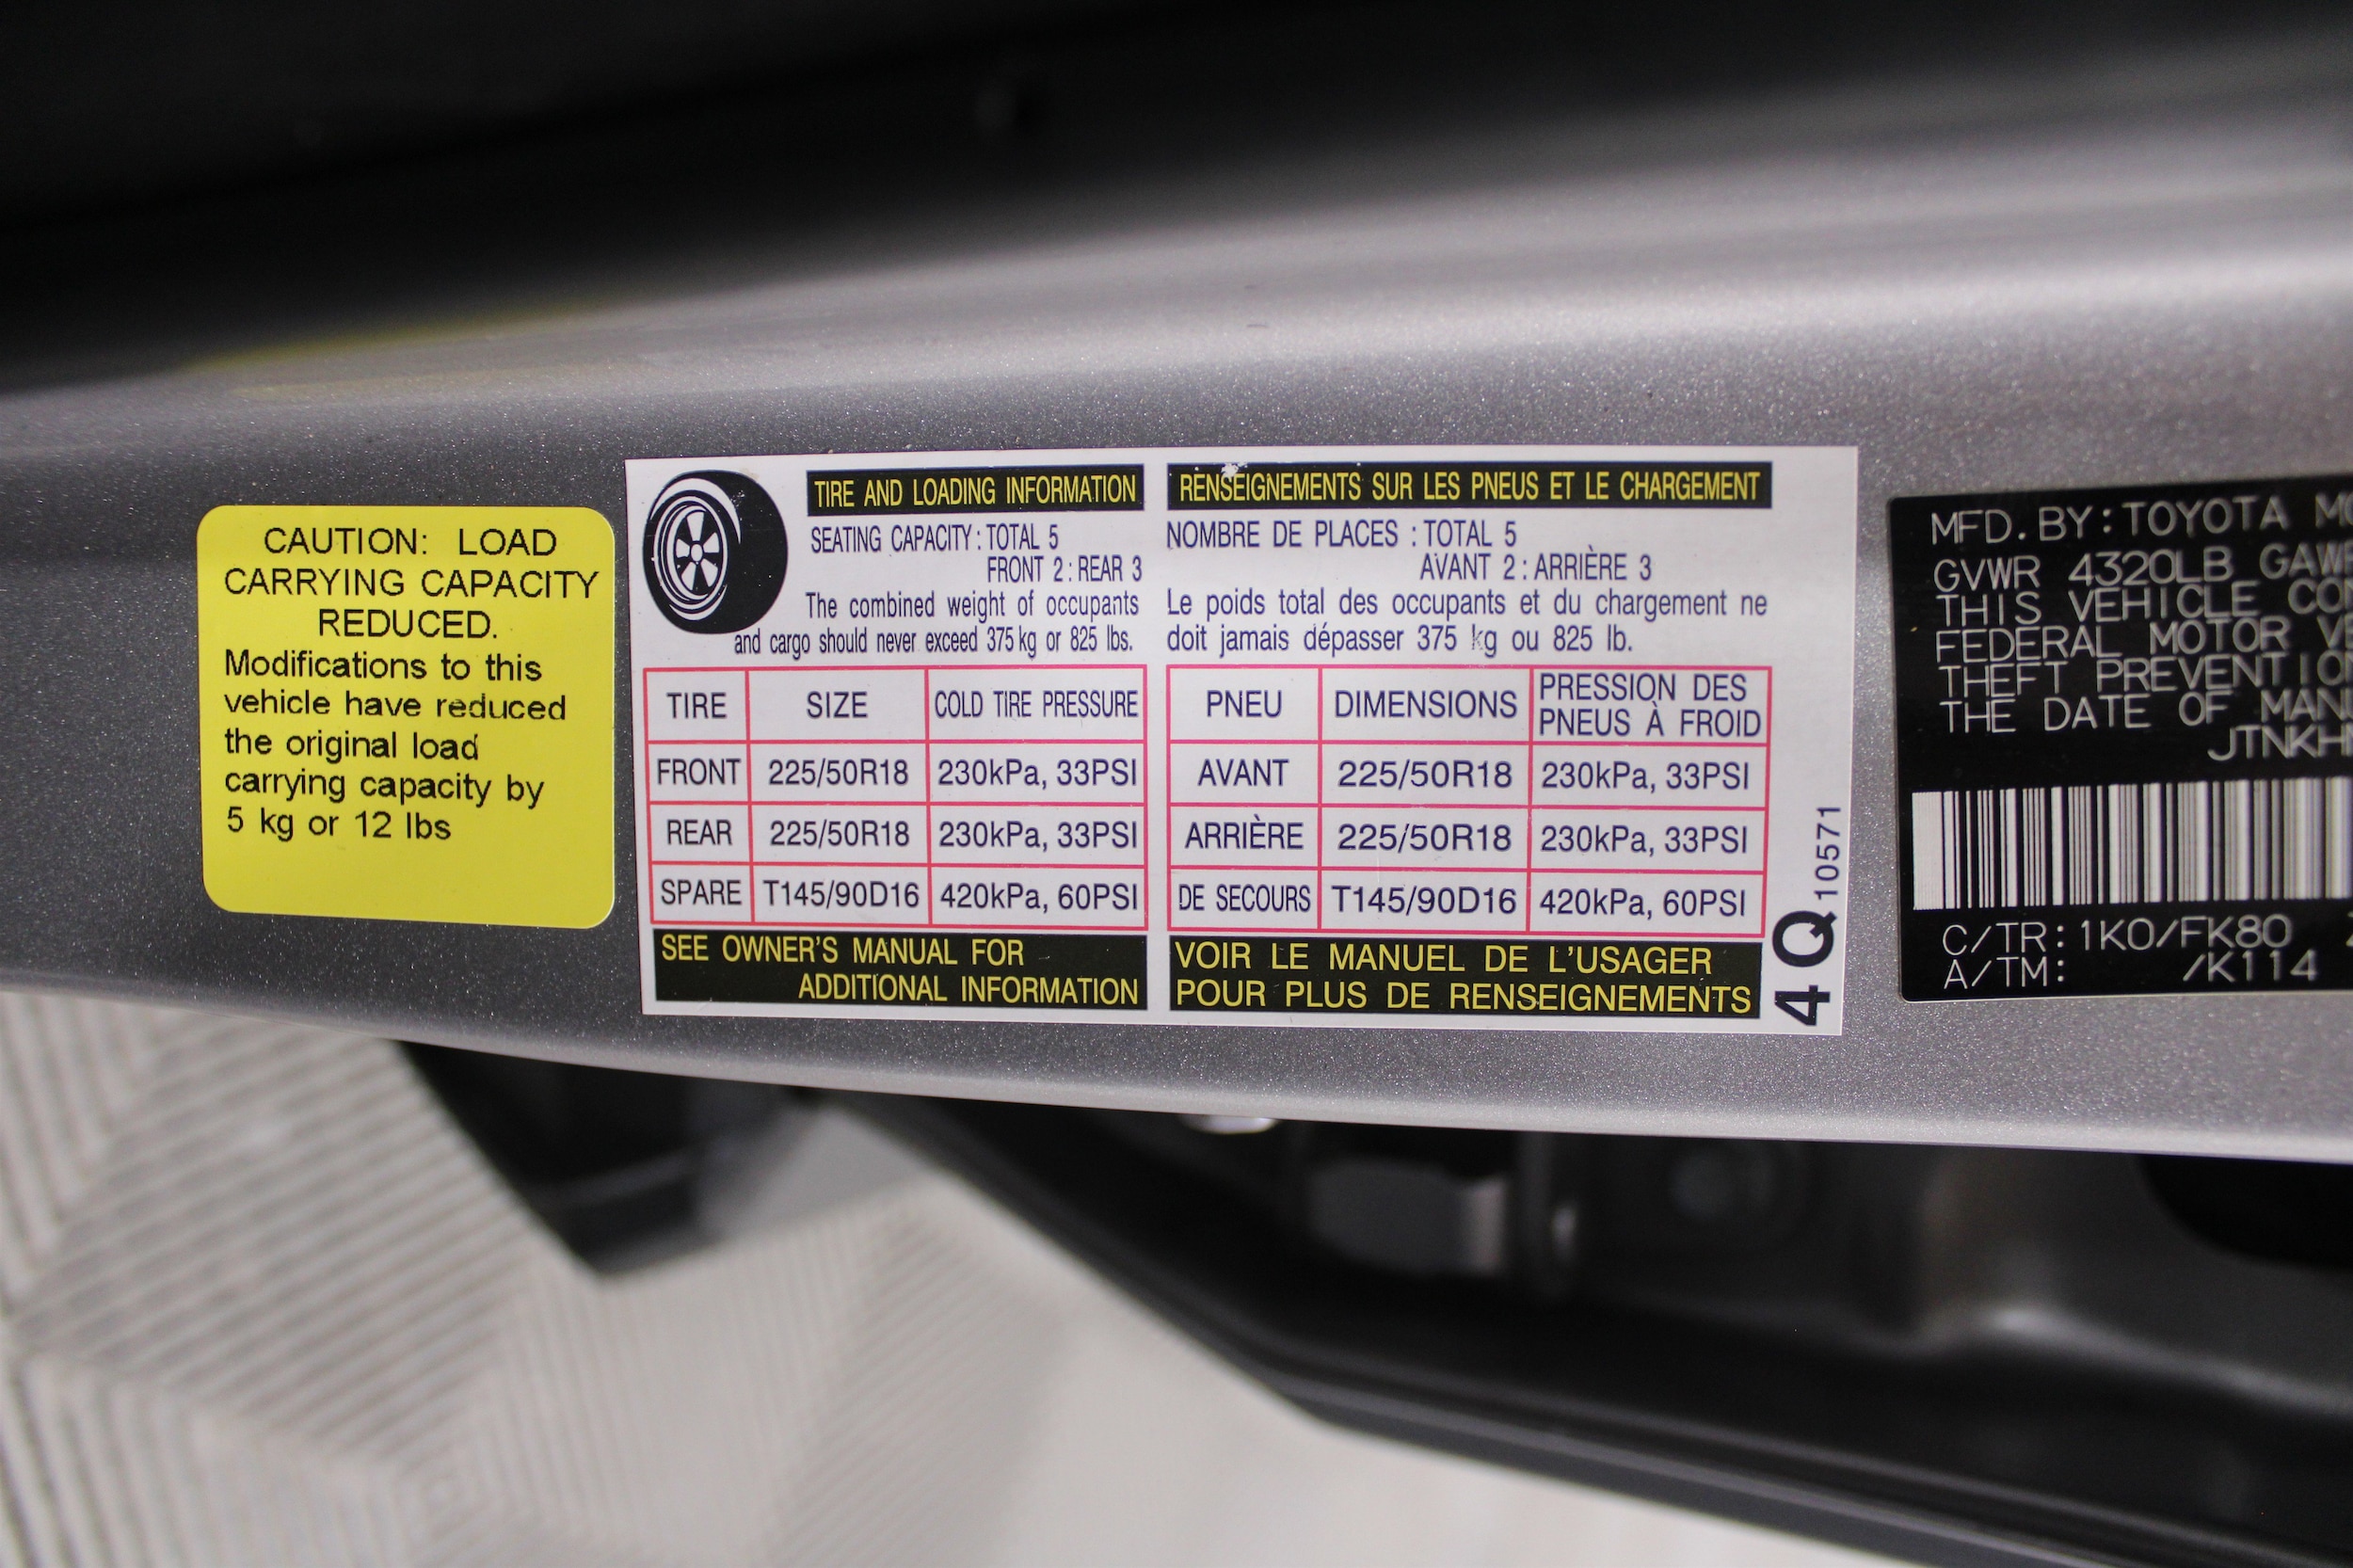 CAUTION: LOAD
CARRYING CAPACITY
REDUCED.
Modifications to this
vehicle have reduced
the original load
carrying capacity by
5 kg or 12 lbs
TIRE AND LOADING INFORMATION
SEATING CAPACITY : TOTAL 5
FRONT 2 : REAR 3
The combined weight of occupants
and cargo should never exceed 375 kg or 825 lbs.
TIRE SIZE COLD TIRE PRESSURE
FRONT 225/50R18 230kPa, 33PSI
REAR 225/50R18 230kPa, 33PSI
SPARE T145/90D16 420kPa, 60PSI
SEE OWNER'S MANUAL FOR
ADDITIONAL INFORMATION
RENSEIGNEMENTS SUR LES PNEUS ET LE CHARGEMENT
NOMBRE DE PLACES : TOTAL 5
AVANT 2 : ARRIÈRE 3
Le poids total des occupants et du chargement ne
doit jamais dépasser 375 kg ou 825 lb.
PNEU DIMENSIONS PRESSION DES
PNEUS À FROID
AVANT 225/50R18 230kPa, 33PSI
ARRIÈRE 225/50R18 230kPa, 33PSI
DE SECOURS T145/90D16 420kPa, 60PSI
VOIR LE MANUEL DE L'USAGER
POUR PLUS DE RENSEIGNEMENTS
4Q 10571
MFD. BY: TOYOTA
GVWR 4320LB
THIS VEHICLE
FEDERAL MOTOR
THEFT
THE DATE OF
C/TR: 1K0/FK80
A/TM: /K114